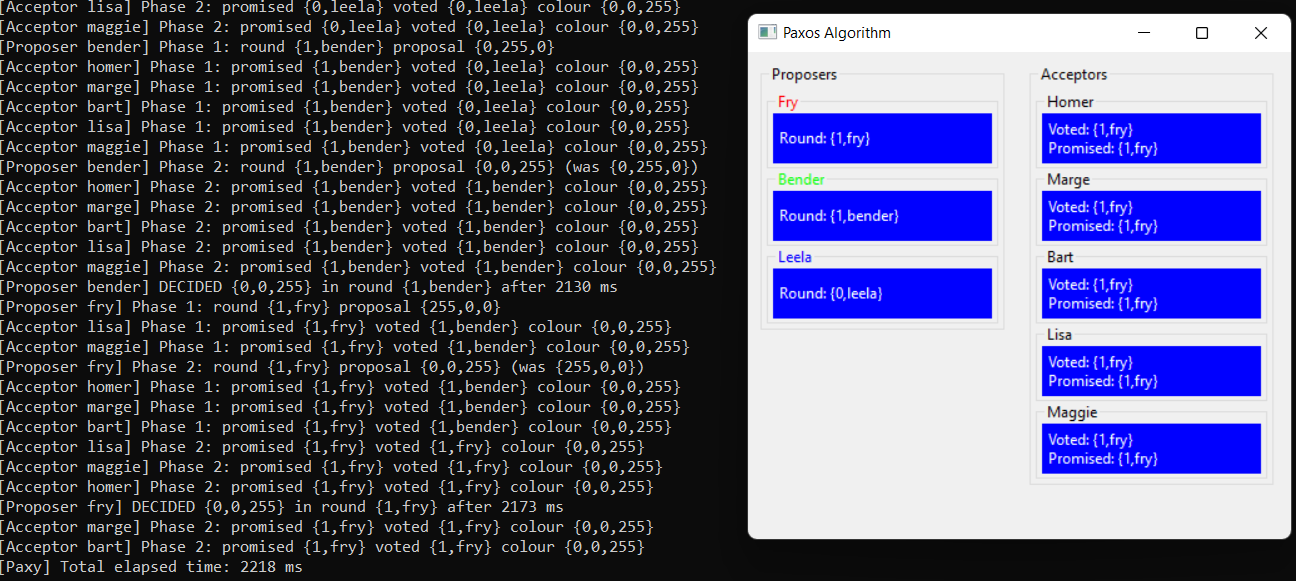 [Acceptor lisa] Phase 2: promised {0,leela} voted {0,leela} colour {0,0,255}
[Acceptor maggie] Phase 2: promised {0,leela} voted {0,leela} colour {0,0,255}
[Proposer bender] Phase 1: round {1,bender} proposal {0,255,0}
[Acceptor homer] Phase 1: promised {1,bender} voted {0,leela} colour {0,0,255}
[Acceptor marge] Phase 1: promised {1,bender} voted {0,leela} colour {0,0,255}
[Acceptor bart] Phase 1: promised {1,bender} voted {0,leela} colour {0,0,255}
[Acceptor lisa] Phase 1: promised {1,bender} voted {0,leela} colour {0,0,255}
[Acceptor maggie] Phase 1: promised {1,bender} voted {0,leela} colour {0,0,255}
[Proposer bender] Phase 2: round {1,bender} proposal {0,0,255} (was {0,255,0})
[Acceptor homer] Phase 2: promised {1,bender} voted {1,bender} colour {0,0,255}
[Acceptor marge] Phase 2: promised {1,bender} voted {1,bender} colour {0,0,255}
[Acceptor bart] Phase 2: promised {1,bender} voted {1,bender} colour {0,0,255}
[Acceptor lisa] Phase 2: promised {1,bender} voted {1,bender} colour {0,0,255}
[Acceptor maggie] Phase 2: promised {1,bender} voted {1,bender} colour {0,0,255}
[Proposer bender] DECIDED {0,0,255} in round {1,bender} after 2130 ms
[Proposer fry] Phase 1: round {1,fry} proposal {255,0,0}
[Acceptor lisa] Phase 1: promised {1,fry} voted {1,bender} colour {0,0,255}
[Acceptor maggie] Phase 1: promised {1,fry} voted {1,bender} colour {0,0,255}
[Proposer fry] Phase 2: round {1,fry} proposal {0,0,255} (was {255,0,0})
[Acceptor homer] Phase 1: promised {1,fry} voted {1,bender} colour {0,0,255}
[Acceptor marge] Phase 1: promised {1,fry} voted {1,bender} colour {0,0,255}
[Acceptor bart] Phase 1: promised {1,fry} voted {1,bender} colour {0,0,255}
[Acceptor lisa] Phase 2: promised {1,fry} voted {1,fry} colour {0,0,255}
[Acceptor maggie] Phase 2: promised {1,fry} voted {1,fry} colour {0,0,255}
[Acceptor homer] Phase 2: promised {1,fry} voted {1,fry} colour {0,0,255}
[Proposer fry] DECIDED {0,0,255} in round {1,fry} after 2173 ms
[Acceptor marge] Phase 2: promised {1,fry} voted {1,fry} colour {0,0,255}
[Acceptor bart] Phase 2: promised {1,fry} voted {1,fry} colour {0,0,255}
[Paxy] Total elapsed time: 2218 ms
Paxos Algorithm
Proposers
Fry
Round: {1,fry}
Bender
Round: {1,bender}
Leela
Round: {0,leela}
Acceptors
Homer
Voted: {1,fry}
Promised: {1,fry}
Marge
Voted: {1,fry}
Promised: {1,fry}
Bart
Voted: {1,fry}
Promised: {1,fry}
Lisa
Voted: {1,fry}
Promised: {1,fry}
Maggie
Voted: {1,fry}
Promised: {1,fry}